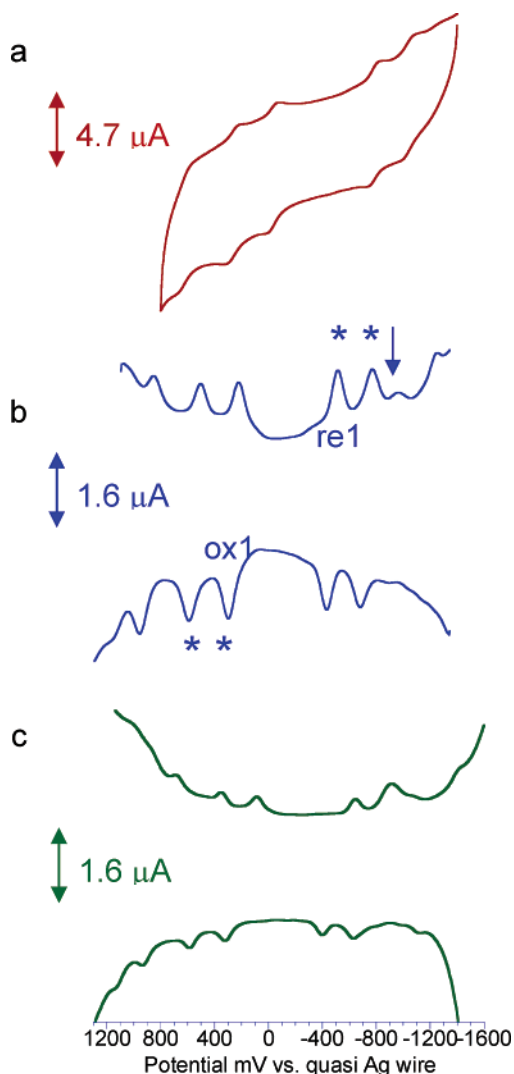 a
4.7 μA
* *
b
re1
1.6 μA
ox1
* *
c
1.6 μA
1200 800 400 0 -400 -800 -1200 -1600
Potential mV vs. quasi Ag wire